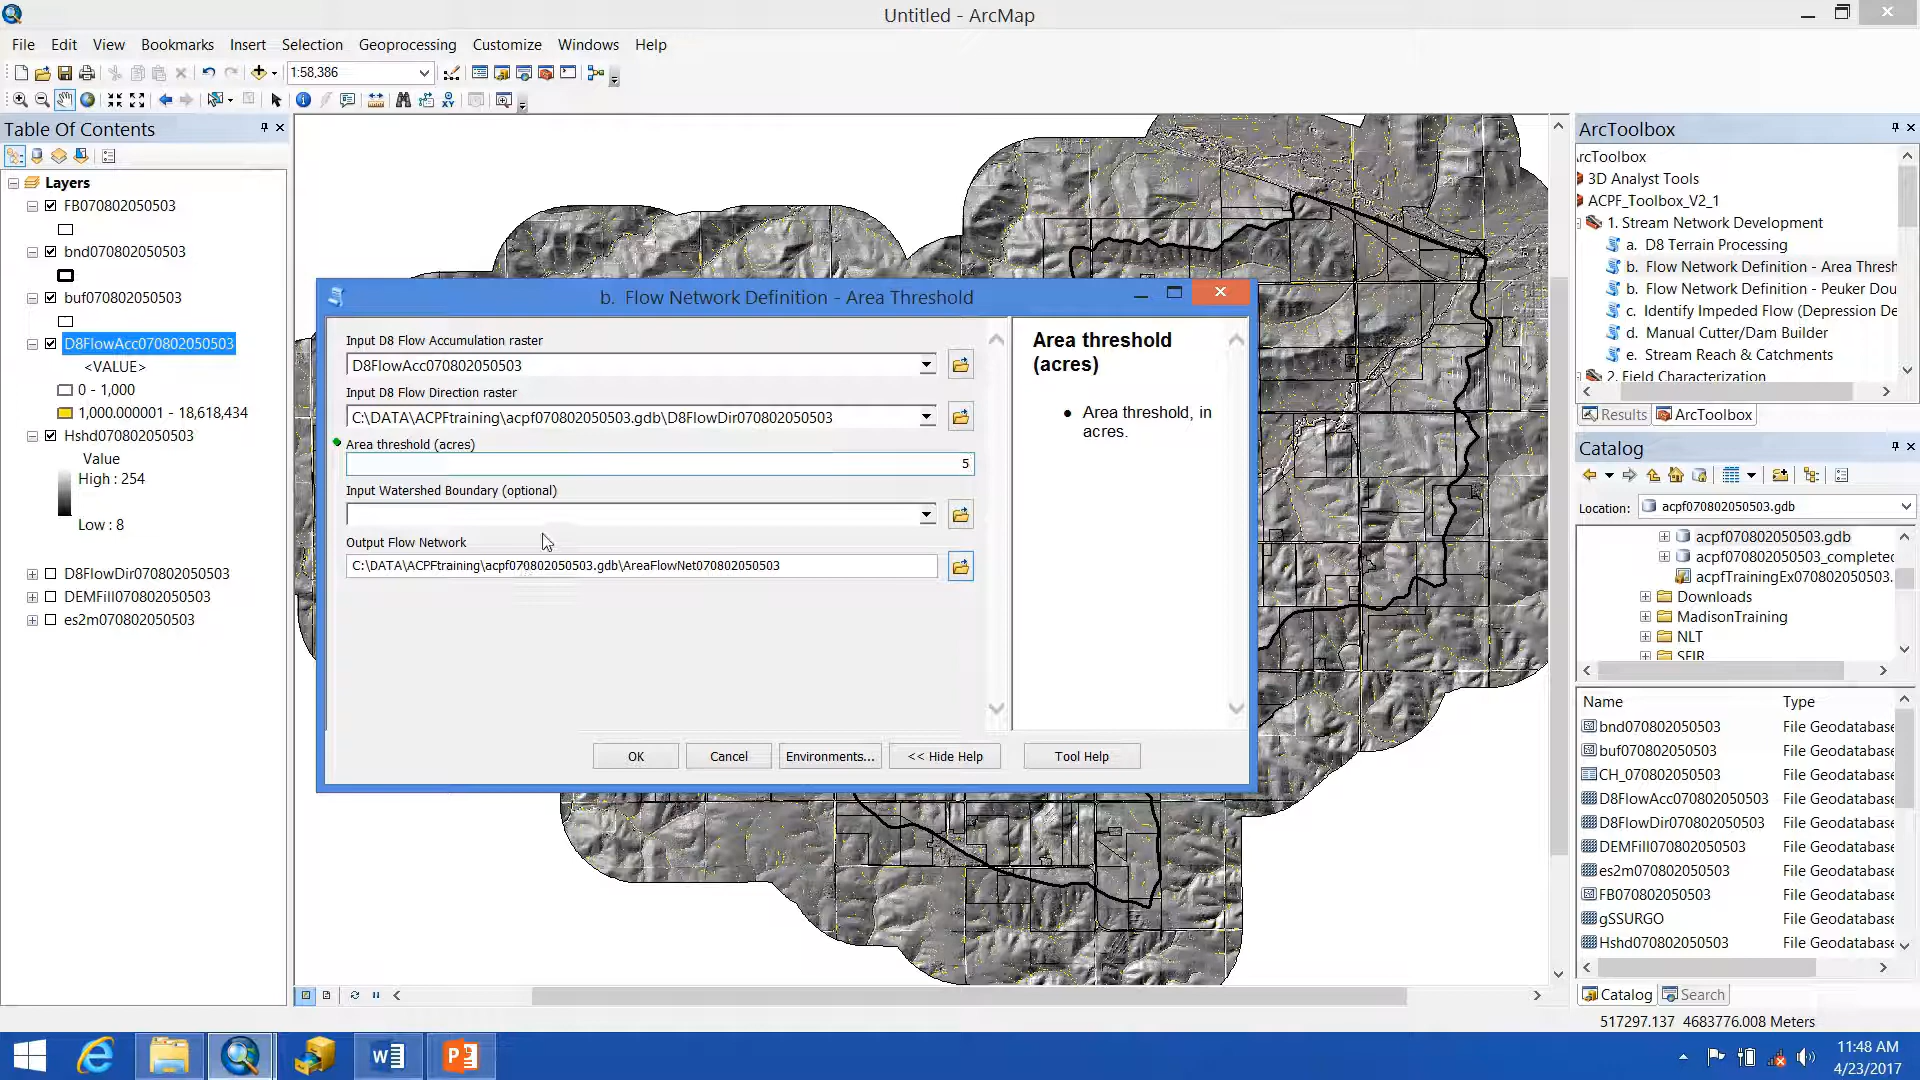 Untitled - ArcMap
File Edit View Bookmarks Insert Selection Geoprocessing Customize Windows Help
1:58,386
Table Of Contents
Layers
FB070802050503
bnd070802050503
buf070802050503
D8FlowAcc070802050503
<VALUE>
0 - 1,000
1,000.000001 - 18,618,434
Hshd070802050503
Value
High : 254
Low : 8
D8FlowDir070802050503
DEMFill070802050503
es2m070802050503
b. Flow Network Definition - Area Threshold
Input D8 Flow Accumulation raster
D8FlowAcc070802050503
Input D8 Flow Direction raster
C:\DATA\ACPFtraining\acpf070802050503.gdb\D8FlowDir070802050503
Area threshold (acres)
5
Input Watershed Boundary (optional)
Output Flow Network
C:\DATA\ACPFtraining\acpf070802050503.gdb\AreaFlowNet070802050503
OK Cancel Environments... << Hide Help Tool Help
Area threshold
(acres)
Area threshold, in
acres.
ArcToolbox
rcToolbox
3D Analyst Tools
ACPF_Toolbox_V2_1
1. Stream Network Development
a. D8 Terrain Processing
b. Flow Network Definition - Area Thresh
b. Flow Network Definition - Peuker Dou
c. Identify Impeded Flow (Depression De
d. Manual Cutter/Dam Builder
e. Stream Reach & Catchments
2. Field Characterization
Results ArcToolbox
Catalog
Location: acpf070802050503.gdb
acpf070802050503.gdb
acpf070802050503_completed
acpfTrainingEx070802050503.
Downloads
MadisonTraining
NLT
SFIR
Name Type
bnd070802050503 File Geodatabase
buf070802050503 File Geodatabase
CH_070802050503 File Geodatabase
D8FlowAcc070802050503 File Geodatabase
D8FlowDir070802050503 File Geodatabase
DEMFill070802050503 File Geodatabase
es2m070802050503 File Geodatabase
FB070802050503 File Geodatabase
gSSURGO File Geodatabase
Hshd070802050503 File Geodatabase
Catalog Search
517297.137 4683776.008 Meters
11:48 AM
4/23/2017